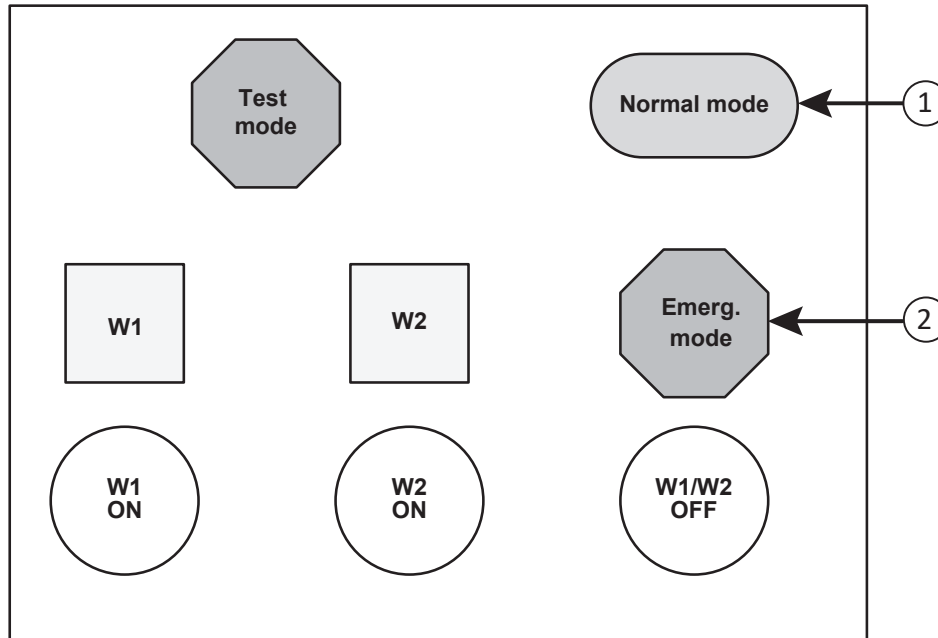 Test
mode
Normal mode
1
W1
W2
Emerg.
mode
2
W1
ON
W2
ON
W1/W2
OFF